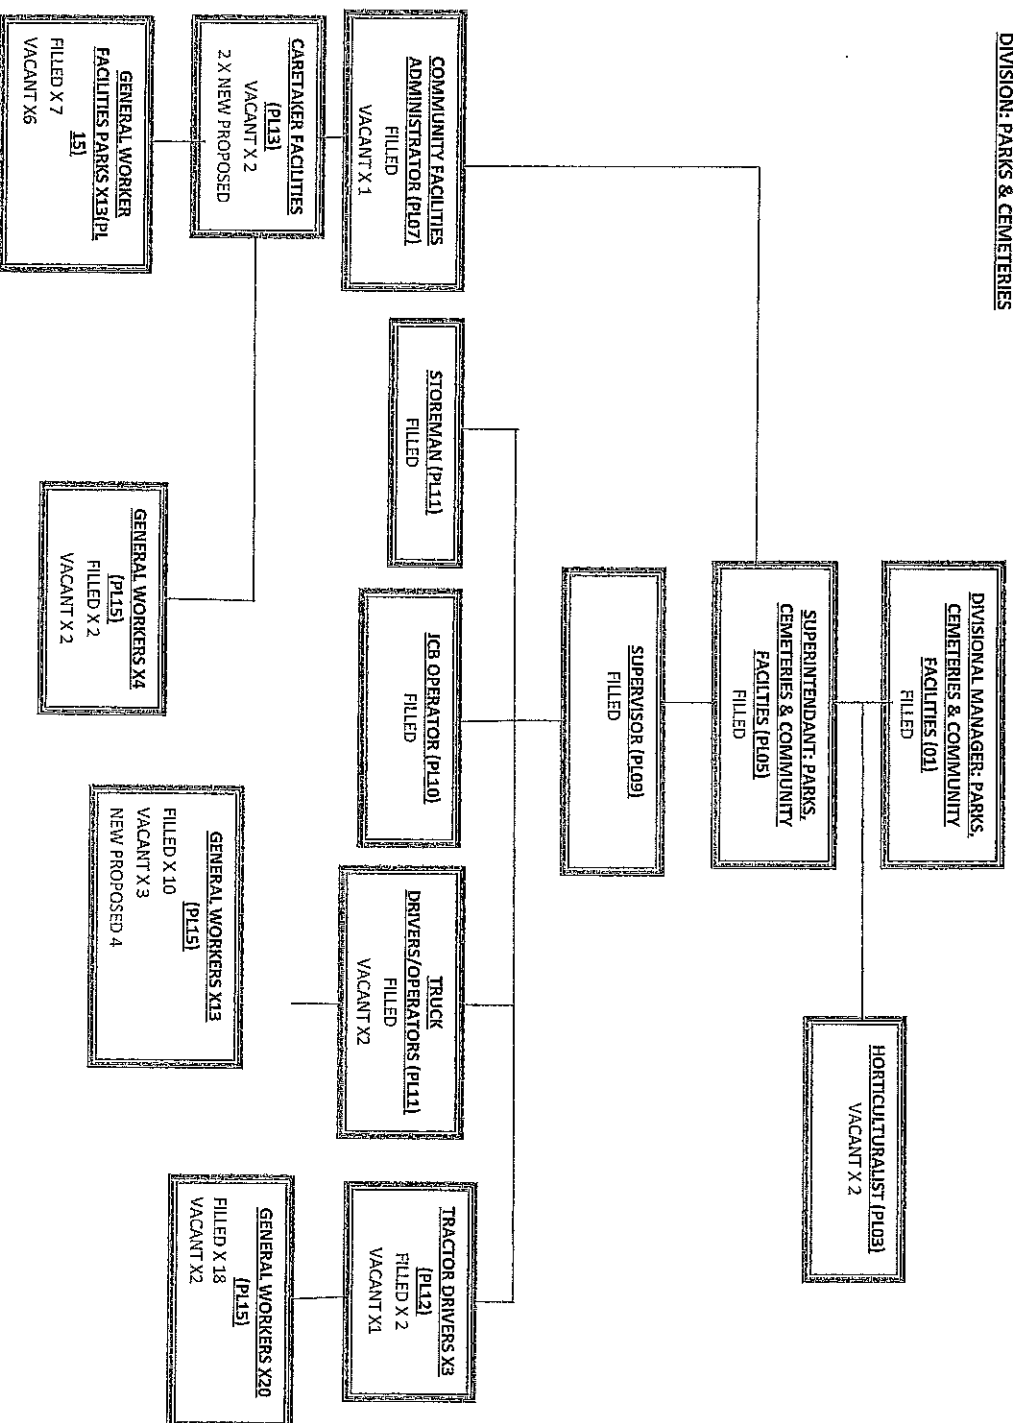 DIVISION: PARKS & CEMETERIES
DIVISIONAL MANAGER: PARKS,
CEMETERIES & COMMUNITY
FACILITIES (01)
FILLED
HORTICULTURALIST (PL03)
VACANT X 2
SUPERINTENDANT: PARKS,
CEMETERIES & COMMUNITY
FACILTIES (PL05)
FILLED
SUPERVISOR (PL09)
FILLED
COMMUNITY FACILITIES
ADMINISTRATOR (PL07)
FILLED
VACANT X 1
STOREMAN (PL11)
FILLED
JCB OPERATOR (PL10)
FILLED
TRUCK
DRIVERS/OPERATORS (PL11)
FILLED
VACANT X2
TRACTOR DRIVERS X3
(PL12)
FILLED X 2
VACANT X1
CARETAKER FACILITIES
(PL13)
VACANT X 2
2 X NEW PROPOSED
GENERAL WORKER
FACILITIES PARKS X13(PL
15)
FILLED X 7
VACANT X6
GENERAL WORKERS X4
(PL15)
FILLED X 2
VACANT X 2
GENERAL WORKERS X13
(PL15)
FILLED X 10
VACANT X 3
NEW PROPOSED 4
GENERAL WORKERS X20
(PL15)
FILLED X 18
VACANT X2